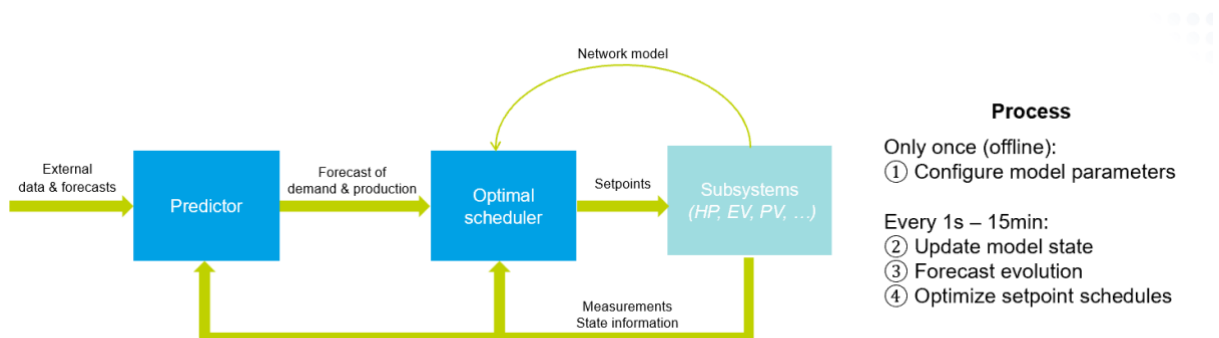 Network model
External
data & forecasts
Predictor
Forecast of
demand & production
Optimal
scheduler
Setpoints
Subsystems
(HP, EV, PV, ...)
Measurements
State information
Process
Only once (offline):
① Configure model parameters
Every 1s – 15min:
② Update model state
③ Forecast evolution
④ Optimize setpoint schedules